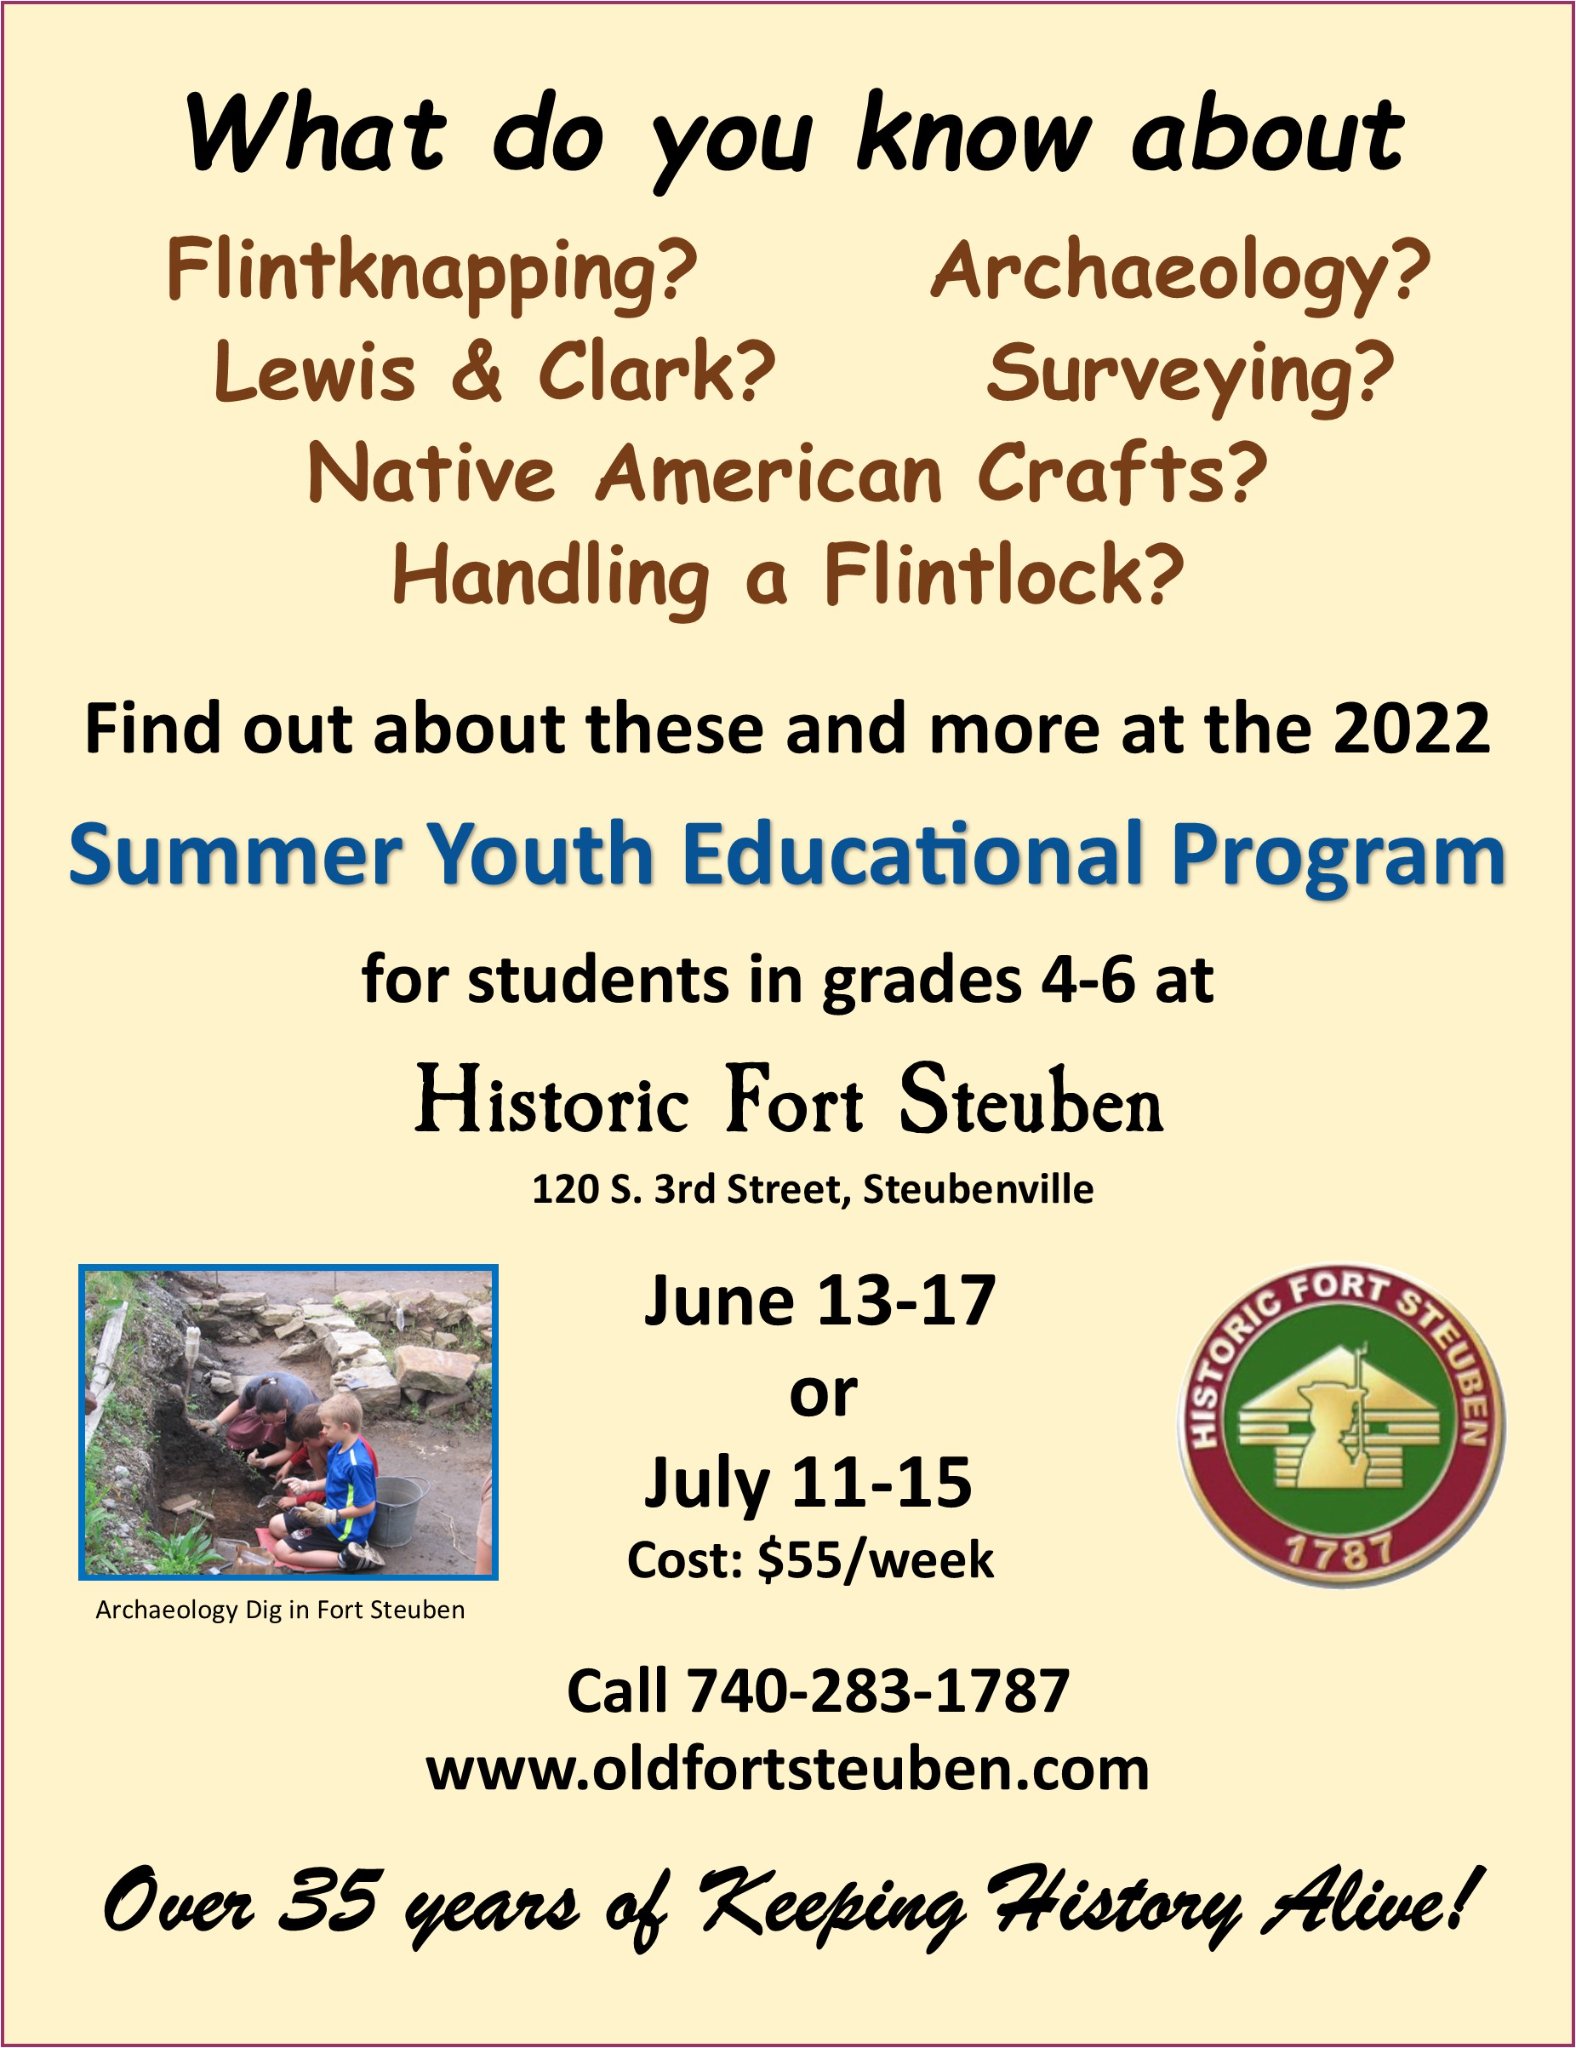 What do you know about
Flintknapping? Archaeology?
Lewis & Clark? Surveying?
Native American Crafts?
Handling a Flintlock?
Find out about these and more at the 2022
Summer Youth Educational Program
for students in grades 4-6 at
Historic Fort Steuben
120 S. 3rd Street, Steubenville
June 13-17
or
July 11-15
Cost: $55/week
HISTORIC FORT STEUBEN
1787
Archaeology Dig in Fort Steuben
Call 740-283-1787
www.oldfortsteuben.com
Over 35 years of Keeping History Alive!